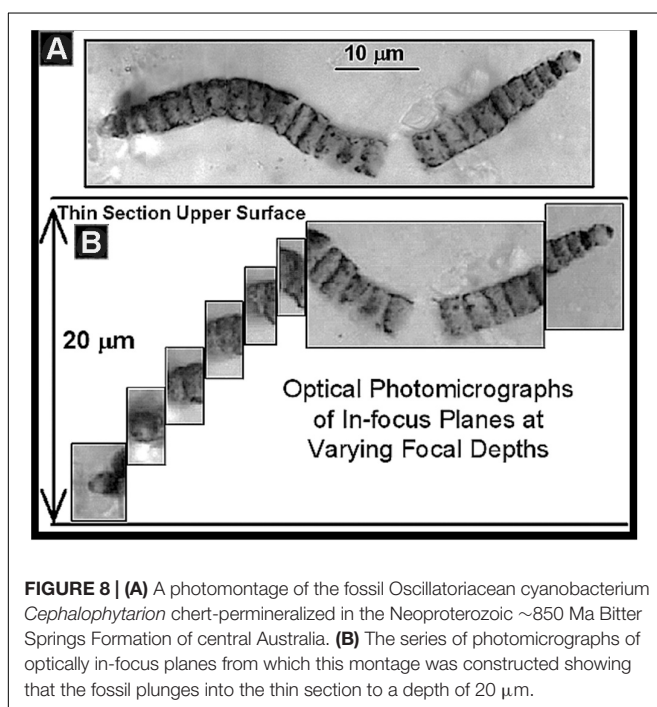 A
10 μm
Thin Section Upper Surface
B
20 μm
Optical Photomicrographs
of In-focus Planes at
Varying Focal Depths
FIGURE 8 | (A) A photomontage of the fossil Oscillatoriacean cyanobacterium
Cephalophytarion chert-permineralized in the Neoproterozoic ~850 Ma Bitter
Springs Formation of central Australia. (B) The series of photomicrographs of
optically in-focus planes from which this montage was constructed showing
that the fossil plunges into the thin section to a depth of 20 μm.